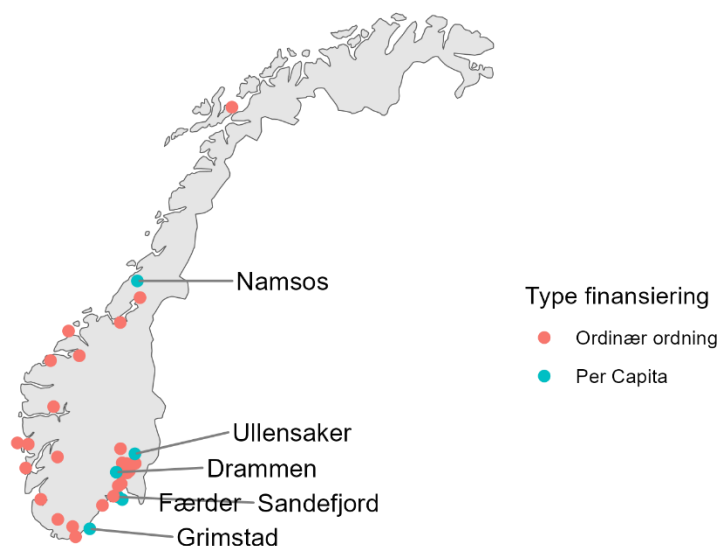 Namsos
Type finansiering
Ordinær ordning
Per Capita
Ullensaker
Drammen
Færder Sandefjord
Grimstad